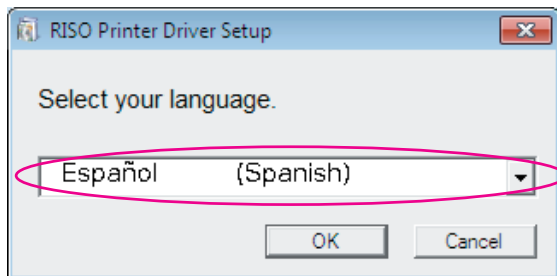 RISO Printer Driver Setup
Select your language.
Español (Spanish)
OK Cancel